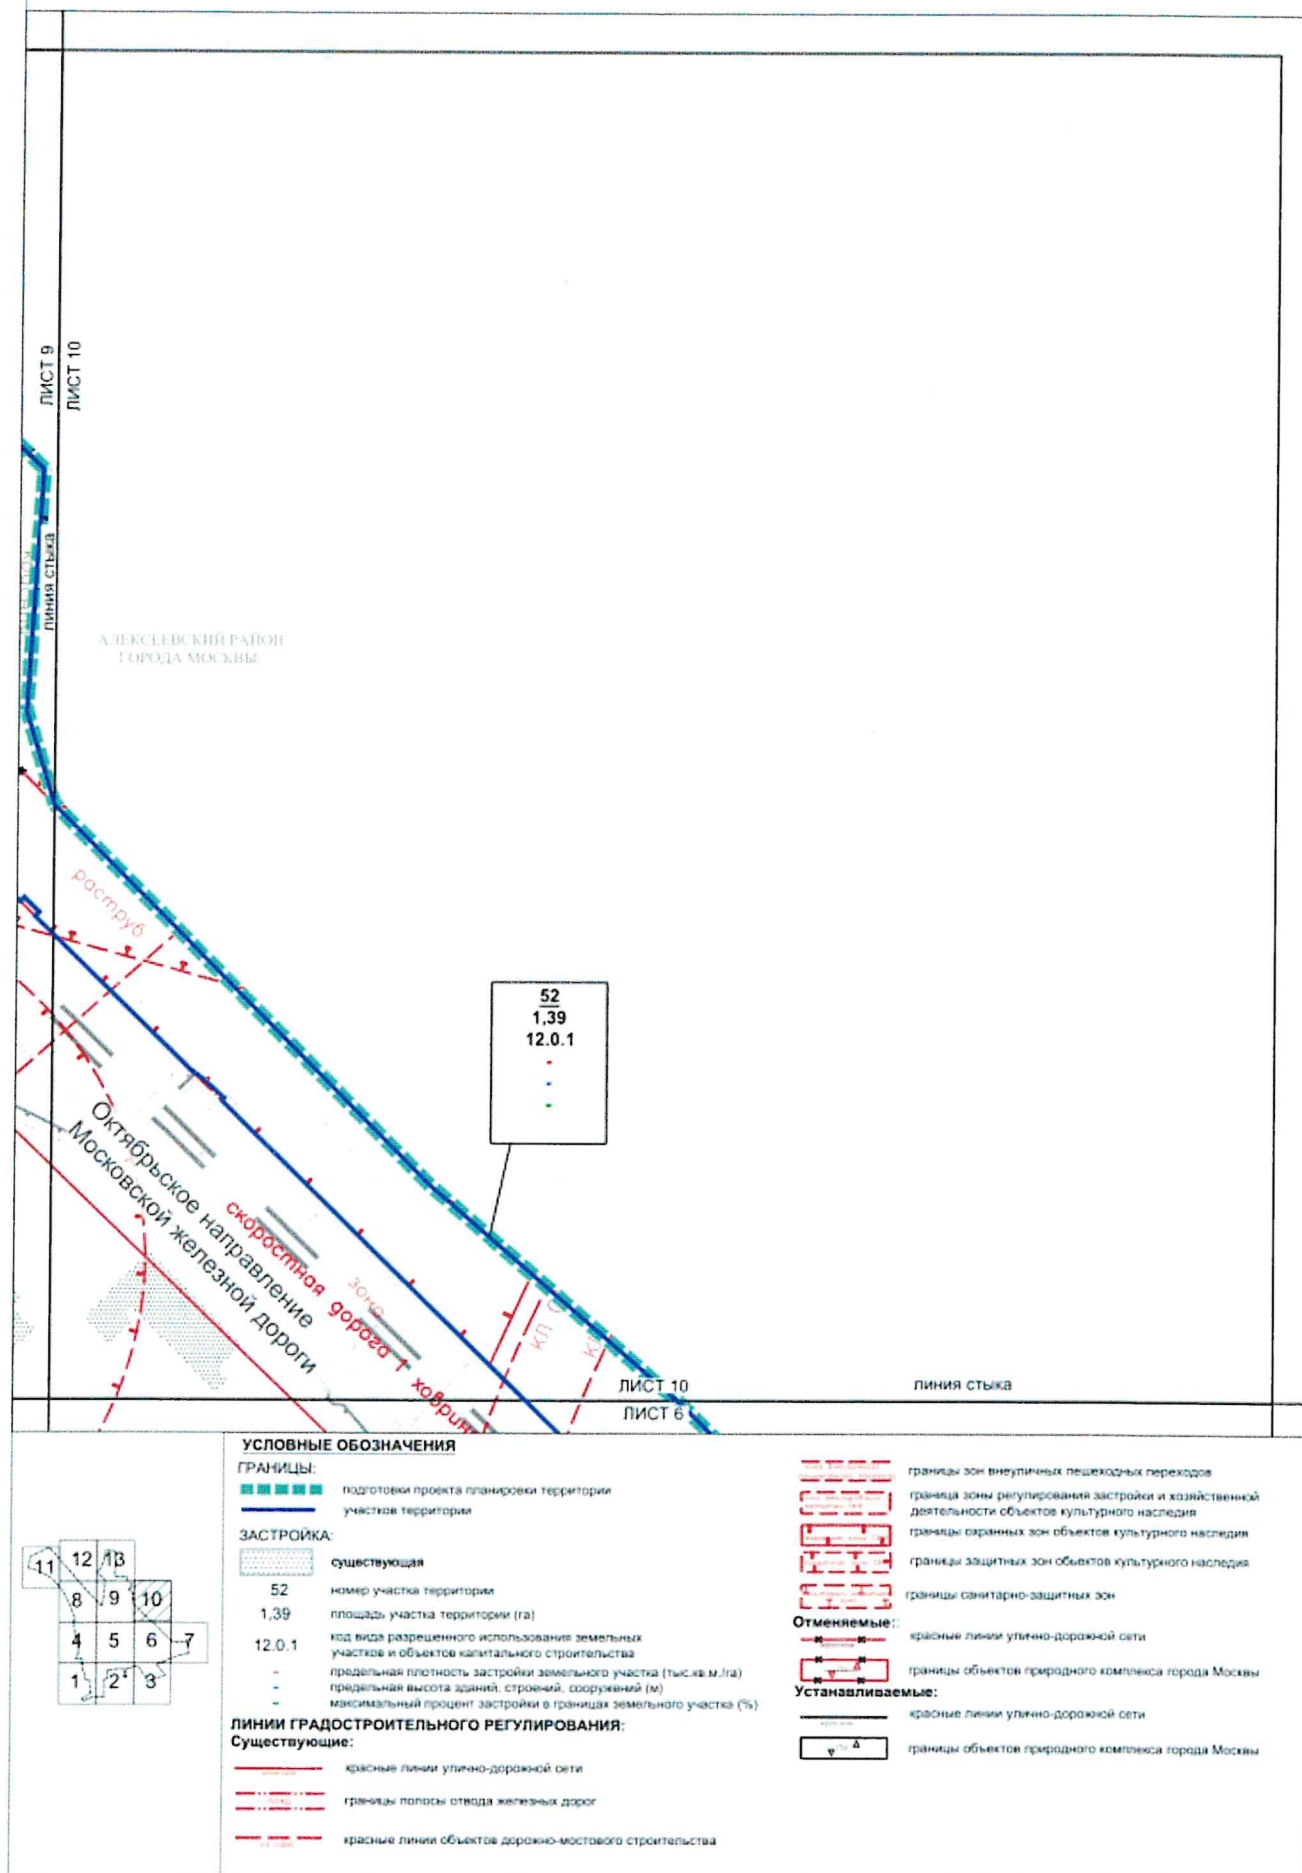 ЛИСТ 9
ЛИСТ 10
линия стыка
АЛЕКСЕЕВСКИЙ РАЙОН
ГОРОДА МОСКВЫ
раструб
52
1,39
12.0.1
-
-
-
Октябрьское направление
Московской железной дороги
скоростная дорога 1 ховрин
зона
КЛ
ЛИСТ 10
линия стыка
ЛИСТ 6
УСЛОВНЫЕ ОБОЗНАЧЕНИЯ
ГРАНИЦЫ:
подготовки проекта планировки территории
участков территории
ЗАСТРОЙКА:
существующая
52 номер участка территории
1,39 площадь участка территории (га)
12.0.1 код вида разрешенного использования земельных
участков и объектов капитального строительства
- предельная плотность застройки земельного участка (тыс.кв.м./га)
- предельная высота зданий, строений, сооружений (м)
- максимальный процент застройки в границах земельного участка (%)
ЛИНИИ ГРАДОСТРОИТЕЛЬНОГО РЕГУЛИРОВАНИЯ:
Существующие:
красные линии улично-дорожной сети
границы полосы отвода железных дорог
красные линии объектов дорожно-мостового строительства
границы зон внеуличных пешеходных переходов
граница зоны регулирования застройки и хозяйственной
деятельности объектов культурного наследия
границы охранных зон объектов культурного наследия
границы защитных зон объектов культурного наследия
границы санитарно-защитных зон
Отменяемые:
красные линии улично-дорожной сети
границы объектов природного комплекса города Москвы
Устанавливаемые:
красные линии улично-дорожной сети
границы объектов природного комплекса города Москвы
11 12 13
8 9 10
4 5 6 7
1 2 3